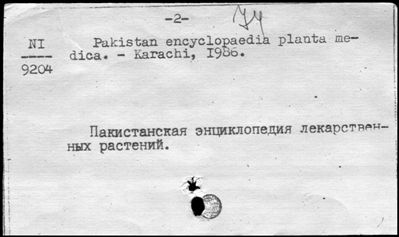 -2-
NI
9204
Pakistan encyclopaedia planta me-
dica. - Karachi, 1986.
Пакистанская энциклопедия лекарствен-
ных растений.